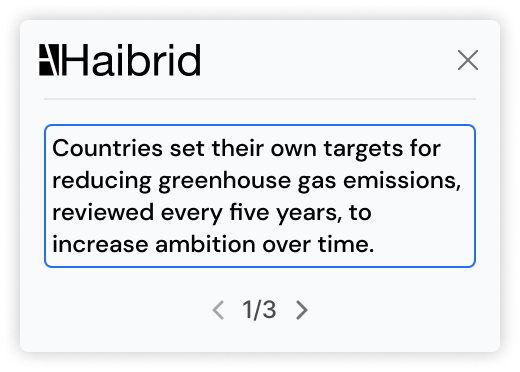 Haibrid
Countries set their own targets for
reducing greenhouse gas emissions,
reviewed every five years, to
increase ambition over time.
1/3